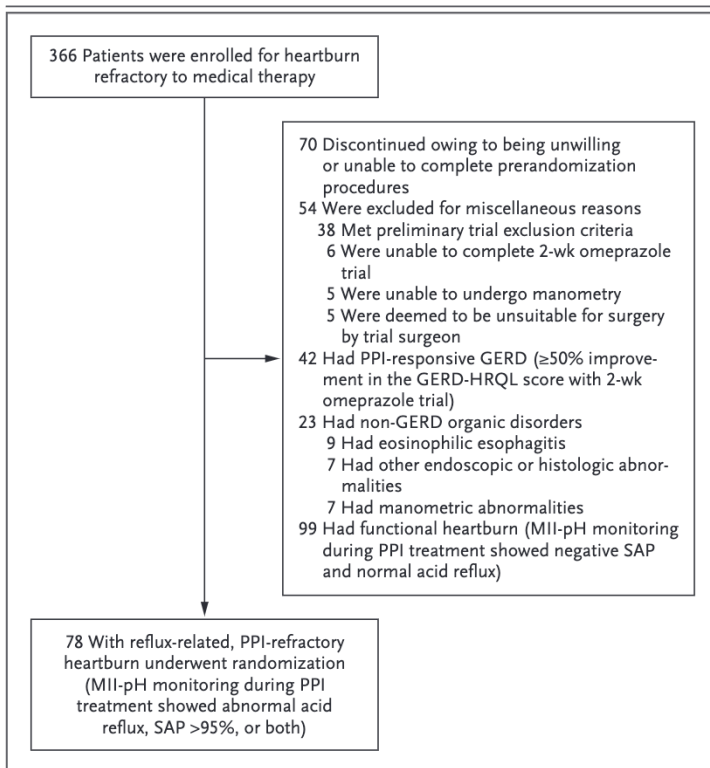 366 Patients were enrolled for heartburn
refractory to medical therapy
70 Discontinued owing to being unwilling
or unable to complete prerandomization
procedures
54 Were excluded for miscellaneous reasons
38 Met preliminary trial exclusion criteria
6 Were unable to complete 2-wk omeprazole
trial
5 Were unable to undergo manometry
5 Were deemed to be unsuitable for surgery
by trial surgeon
42 Had PPI-responsive GERD (≥50% improve-
ment in the GERD-HRQL score with 2-wk
omeprazole trial)
23 Had non-GERD organic disorders
9 Had eosinophilic esophagitis
7 Had other endoscopic or histologic abnor-
malities
7 Had manometric abnormalities
99 Had functional heartburn (MII-pH monitoring
during PPI treatment showed negative SAP
and normal acid reflux)
78 With reflux-related, PPI-refractory
heartburn underwent randomization
(MII-pH monitoring during PPI
treatment showed abnormal acid
reflux, SAP >95%, or both)